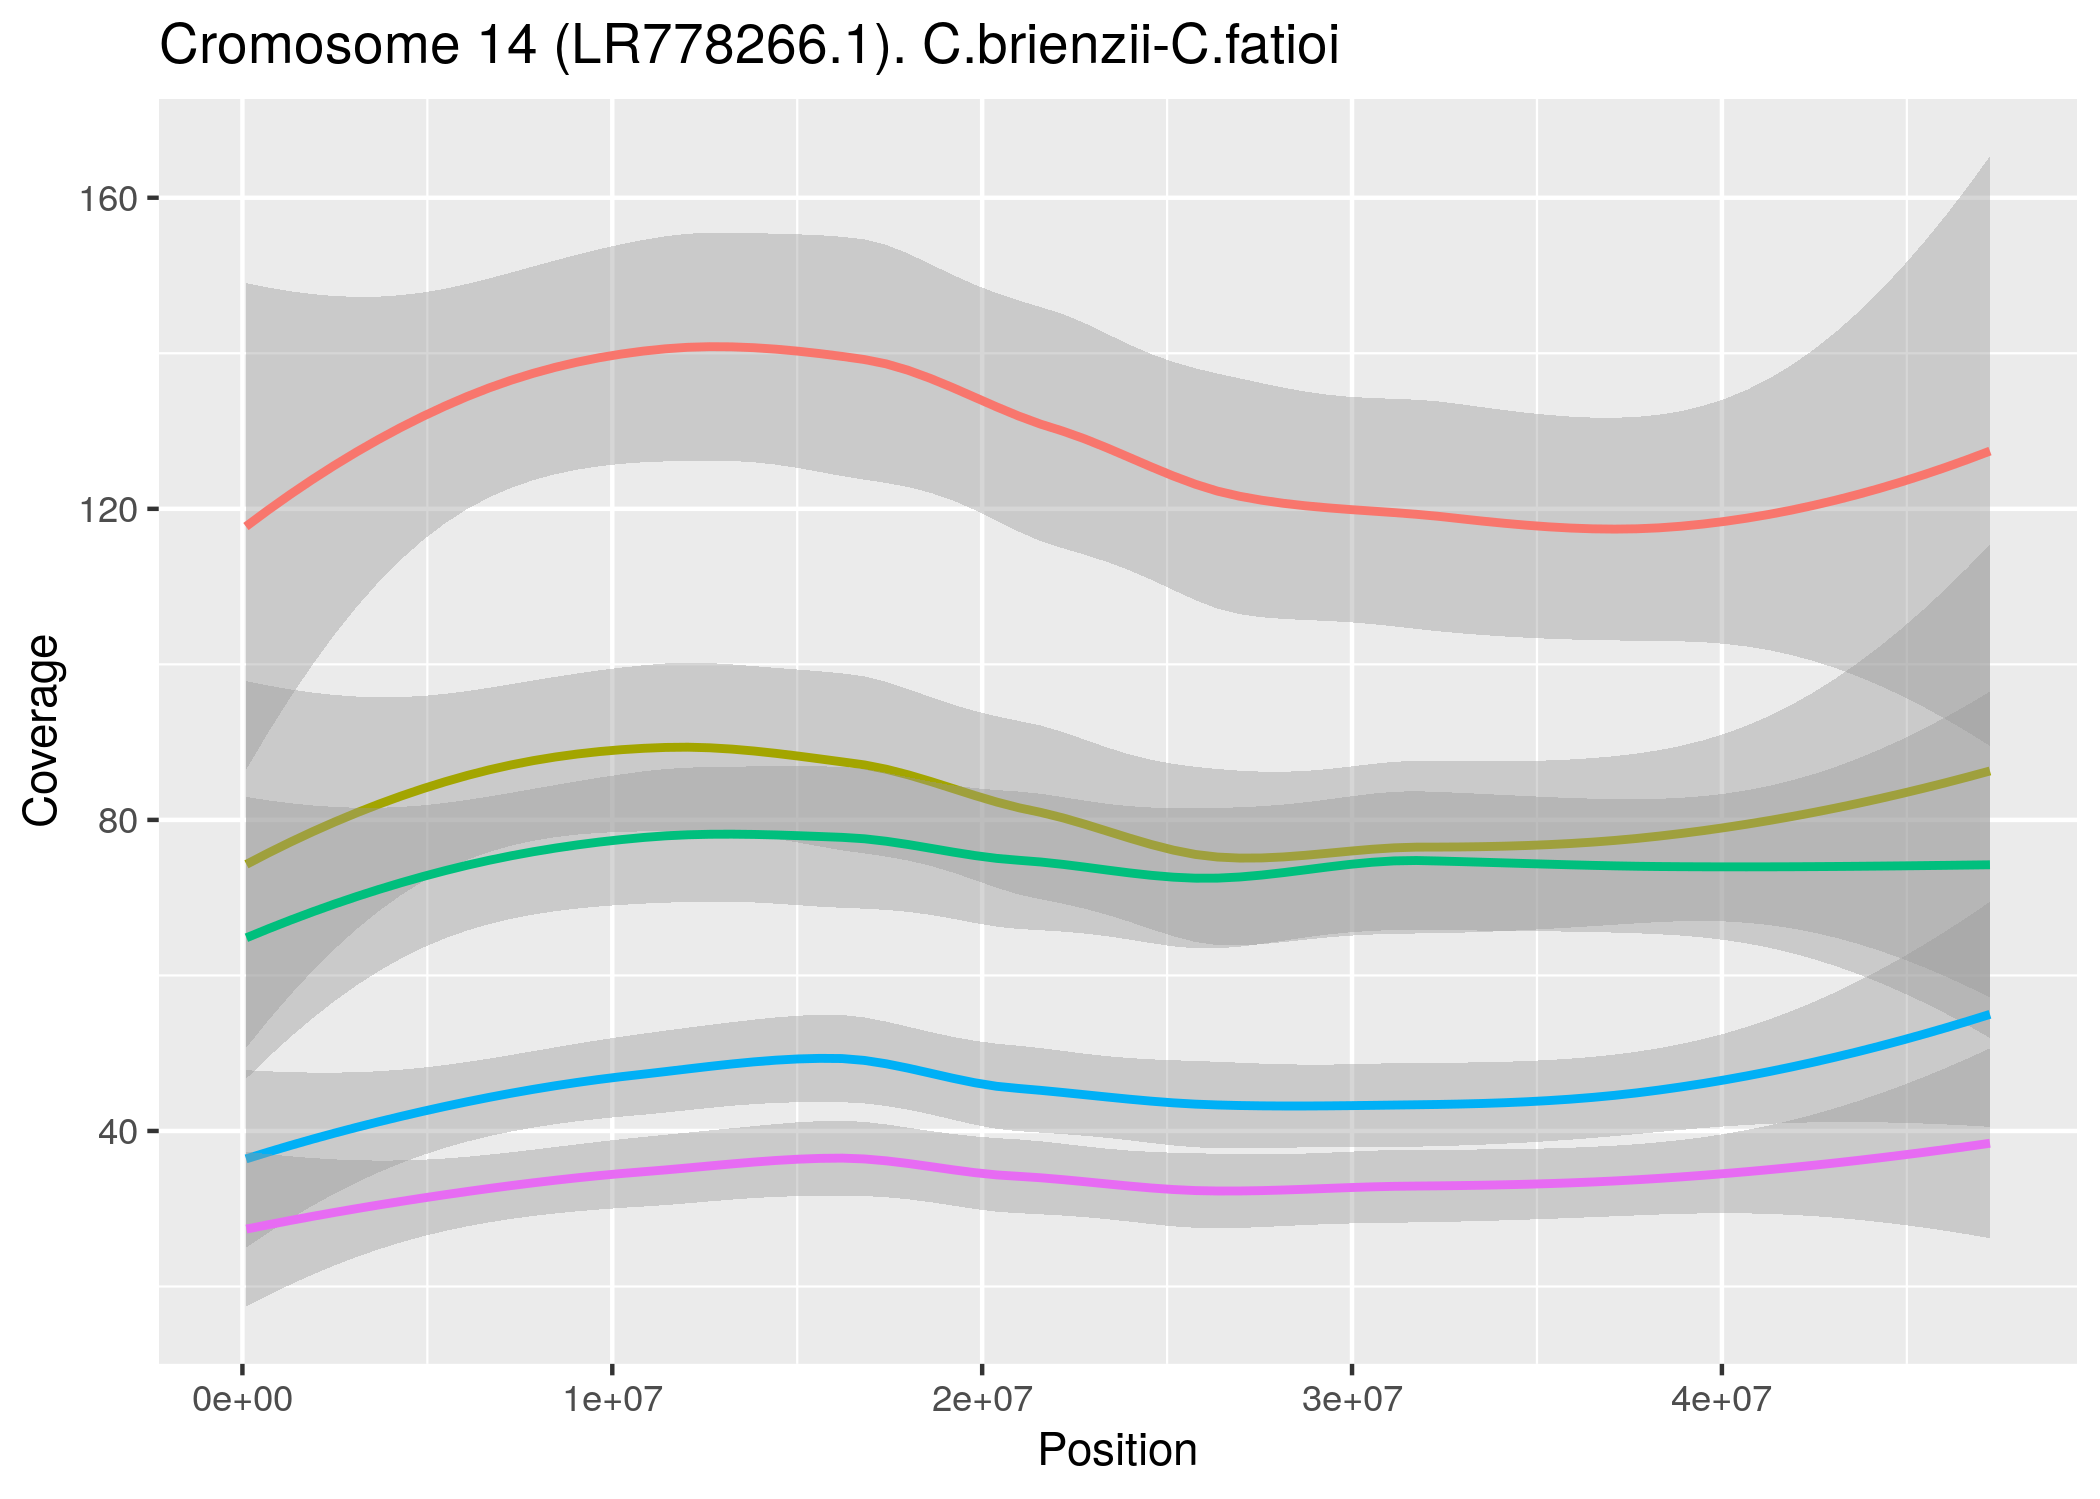 Cromosome 14 (LR778266.1). C.brienzii-C.fatioi
160
120
80
40
Coverage
0e+00 1e+07 2e+07 3e+07 4e+07
Position